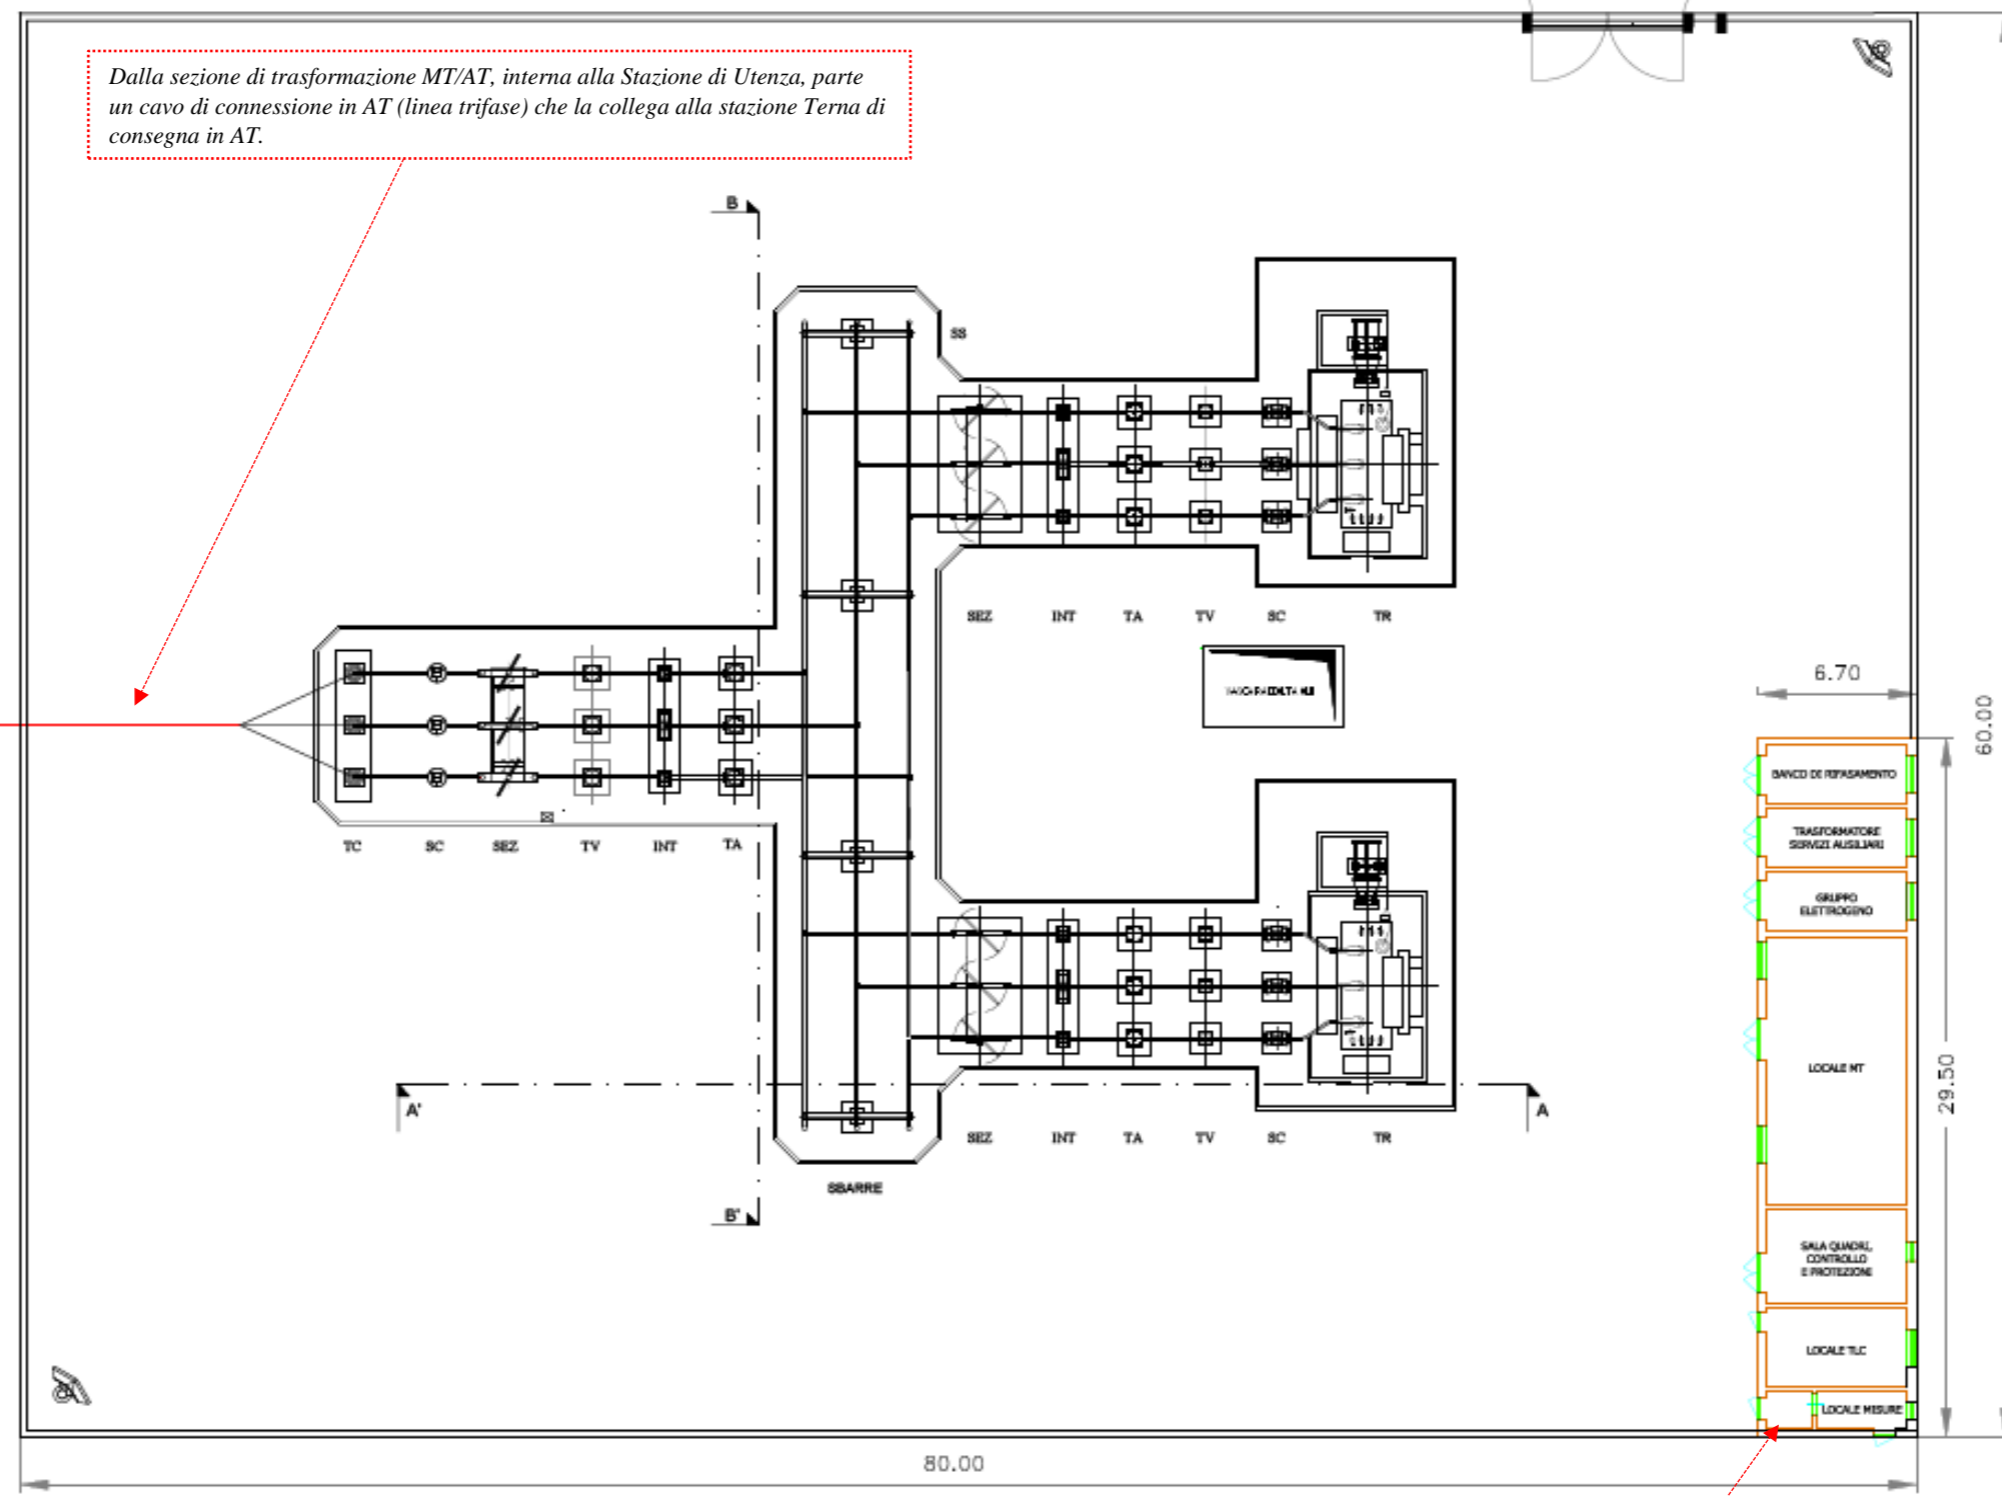 Dalla sezione di trasformazione MT/AT, interna alla Stazione di Utenza, parte
un cavo di connessione in AT (linea trifase) che la collega alla stazione Terna di
consegna in AT.
B
SS
SEZ INT TA TV SC TR
6.70
60.00
BANCO DI RIFASAMENTO
TRASFORMATORE
SERVIZI AUSILIARI
TC SC SEZ TV INT TA
GRUPPO
ELETTROGENO
LOCALE MT
29.50
A'
A
SEZ INT TA TV SC TR
SBARRE
B'
SALA QUADRI,
CONTROLLO
E PROTEZIONE
LOCALE TLC
LOCALE MISURE
80.00